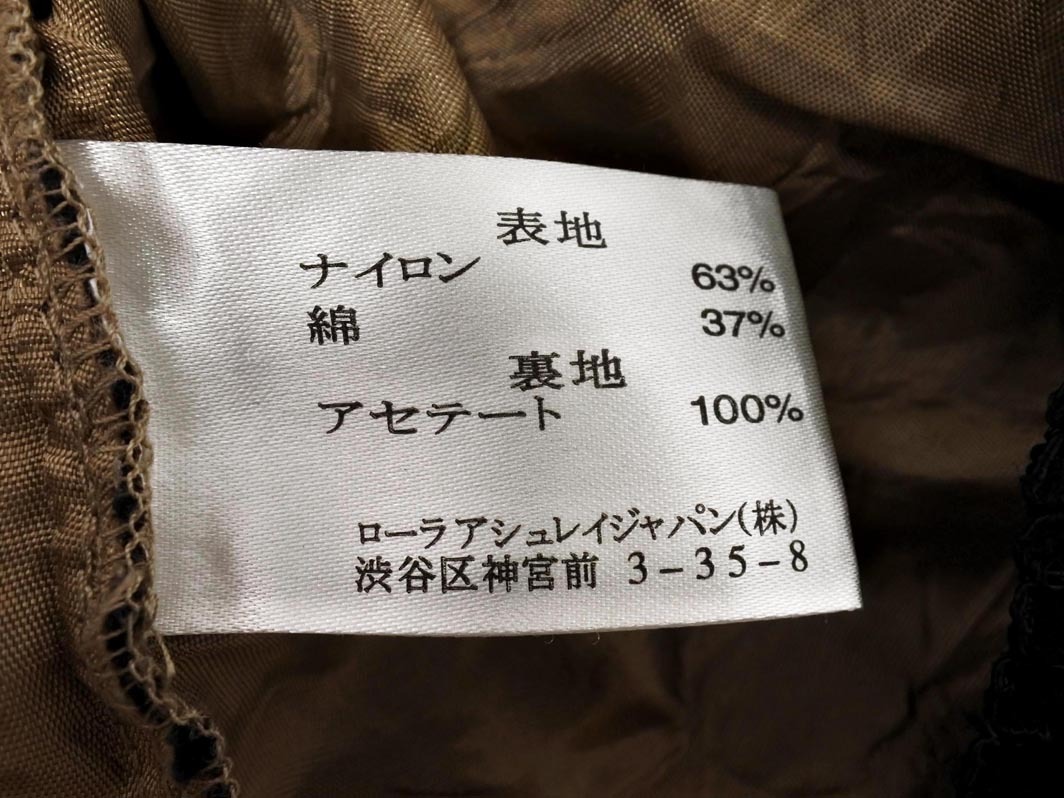 表地
ナイロン 63%
綿 37%
裏地
アセテート 100%
ローラアシュレイジャパン(株)
渋谷区神宮前 3-35-8